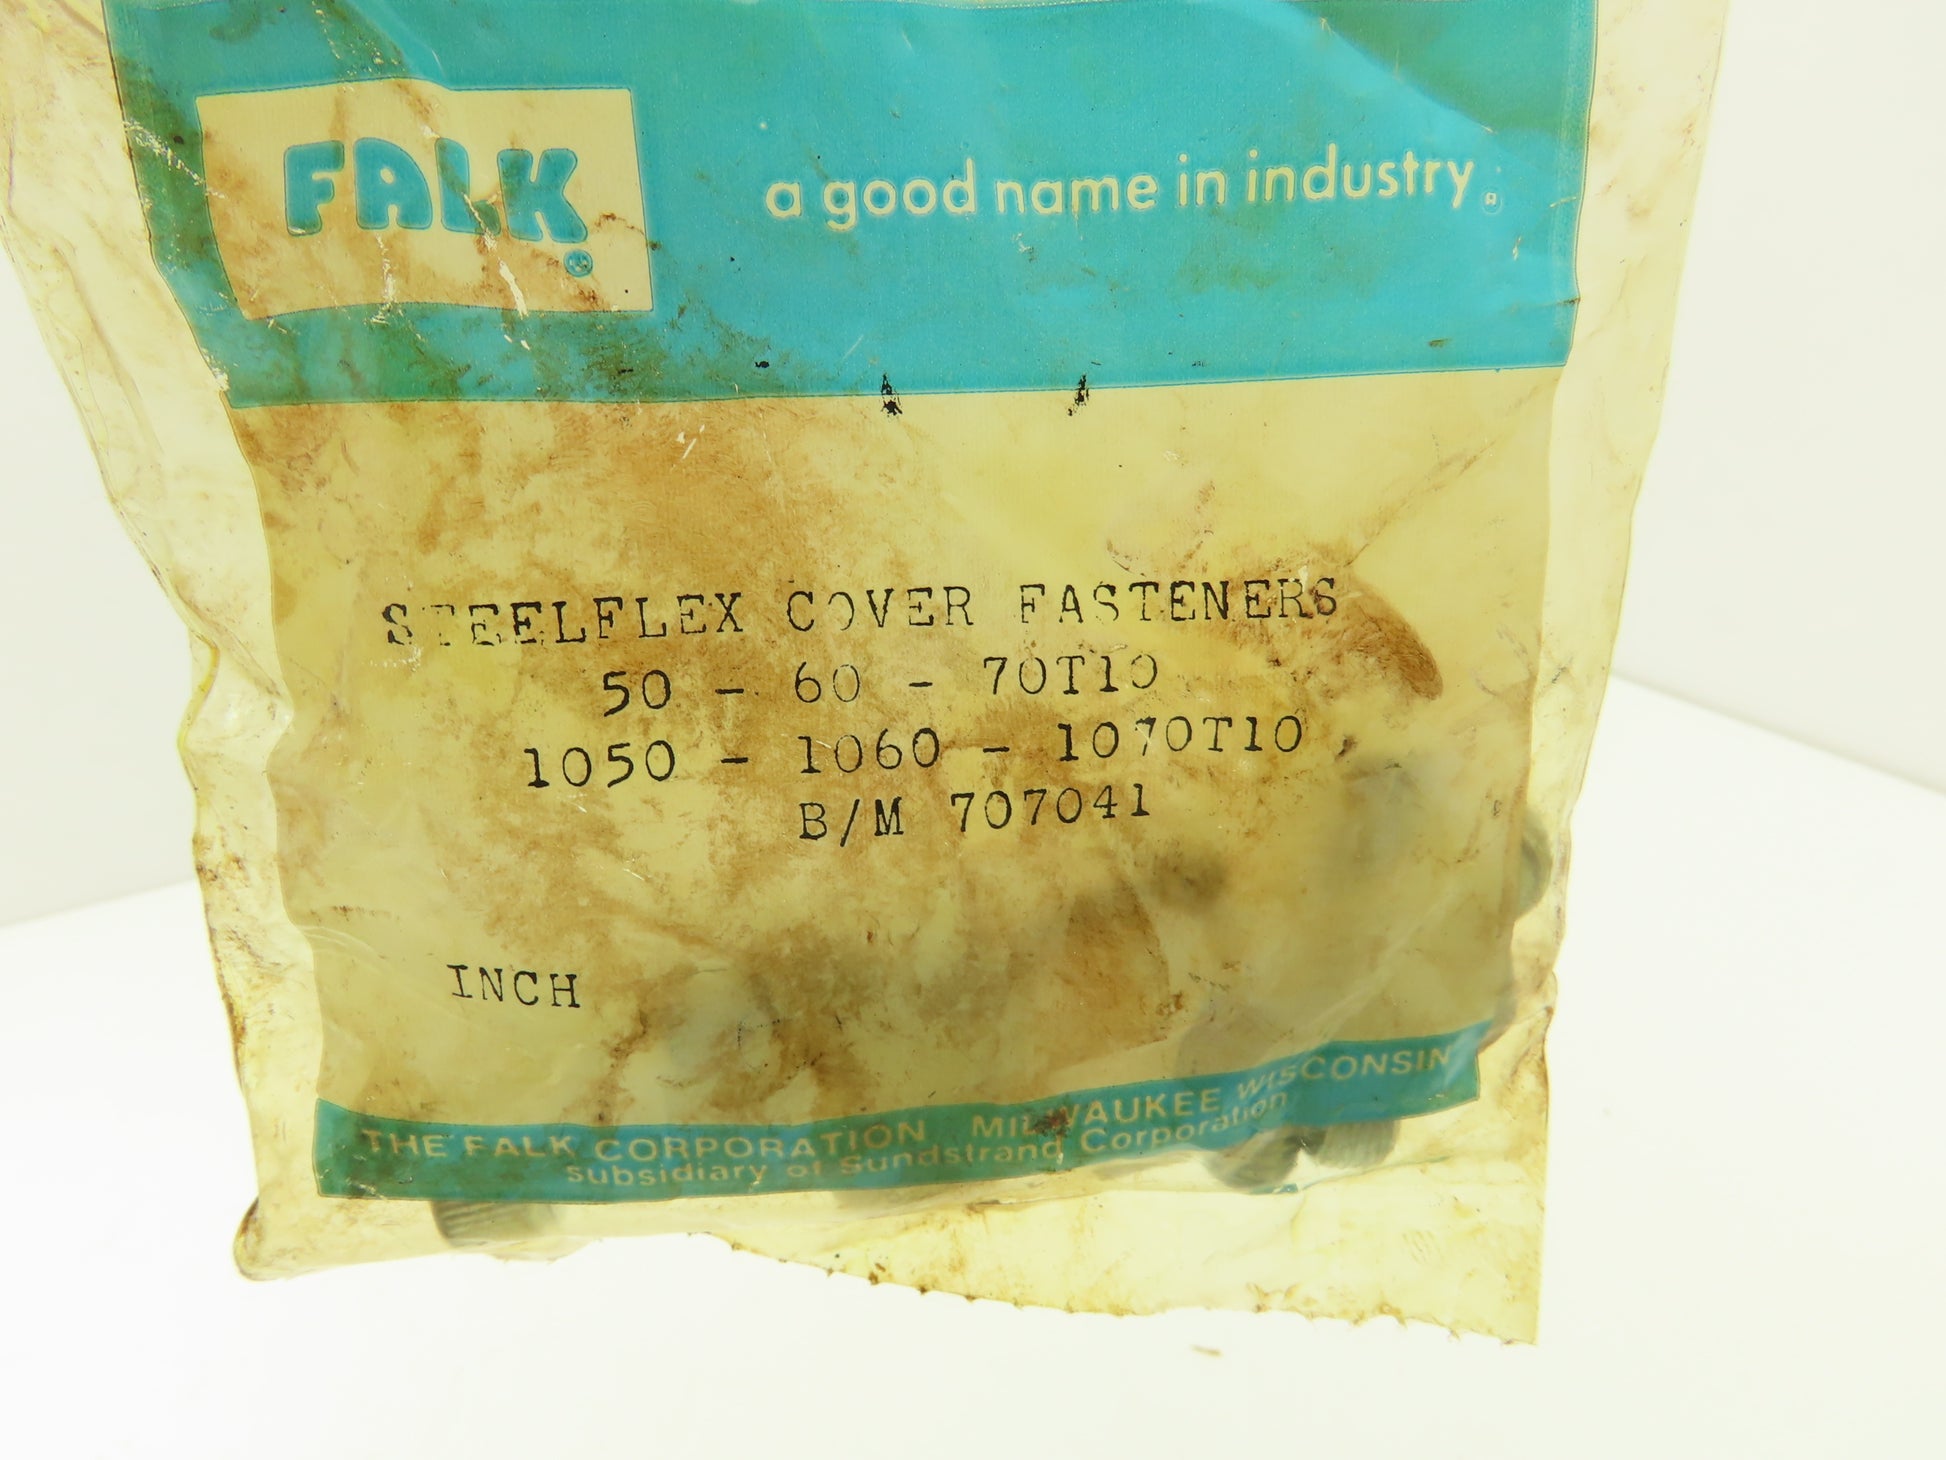 FALK®
a good name in industry®
STEELFLEX COVER FASTENERS
50 - 60 - 70T10
1050 - 1060 - 1070T10
B/M 707041
INCH
THE FALK CORPORATION MILWAUKEE WISCONSIN
subsidiary of Sundstrand Corporation